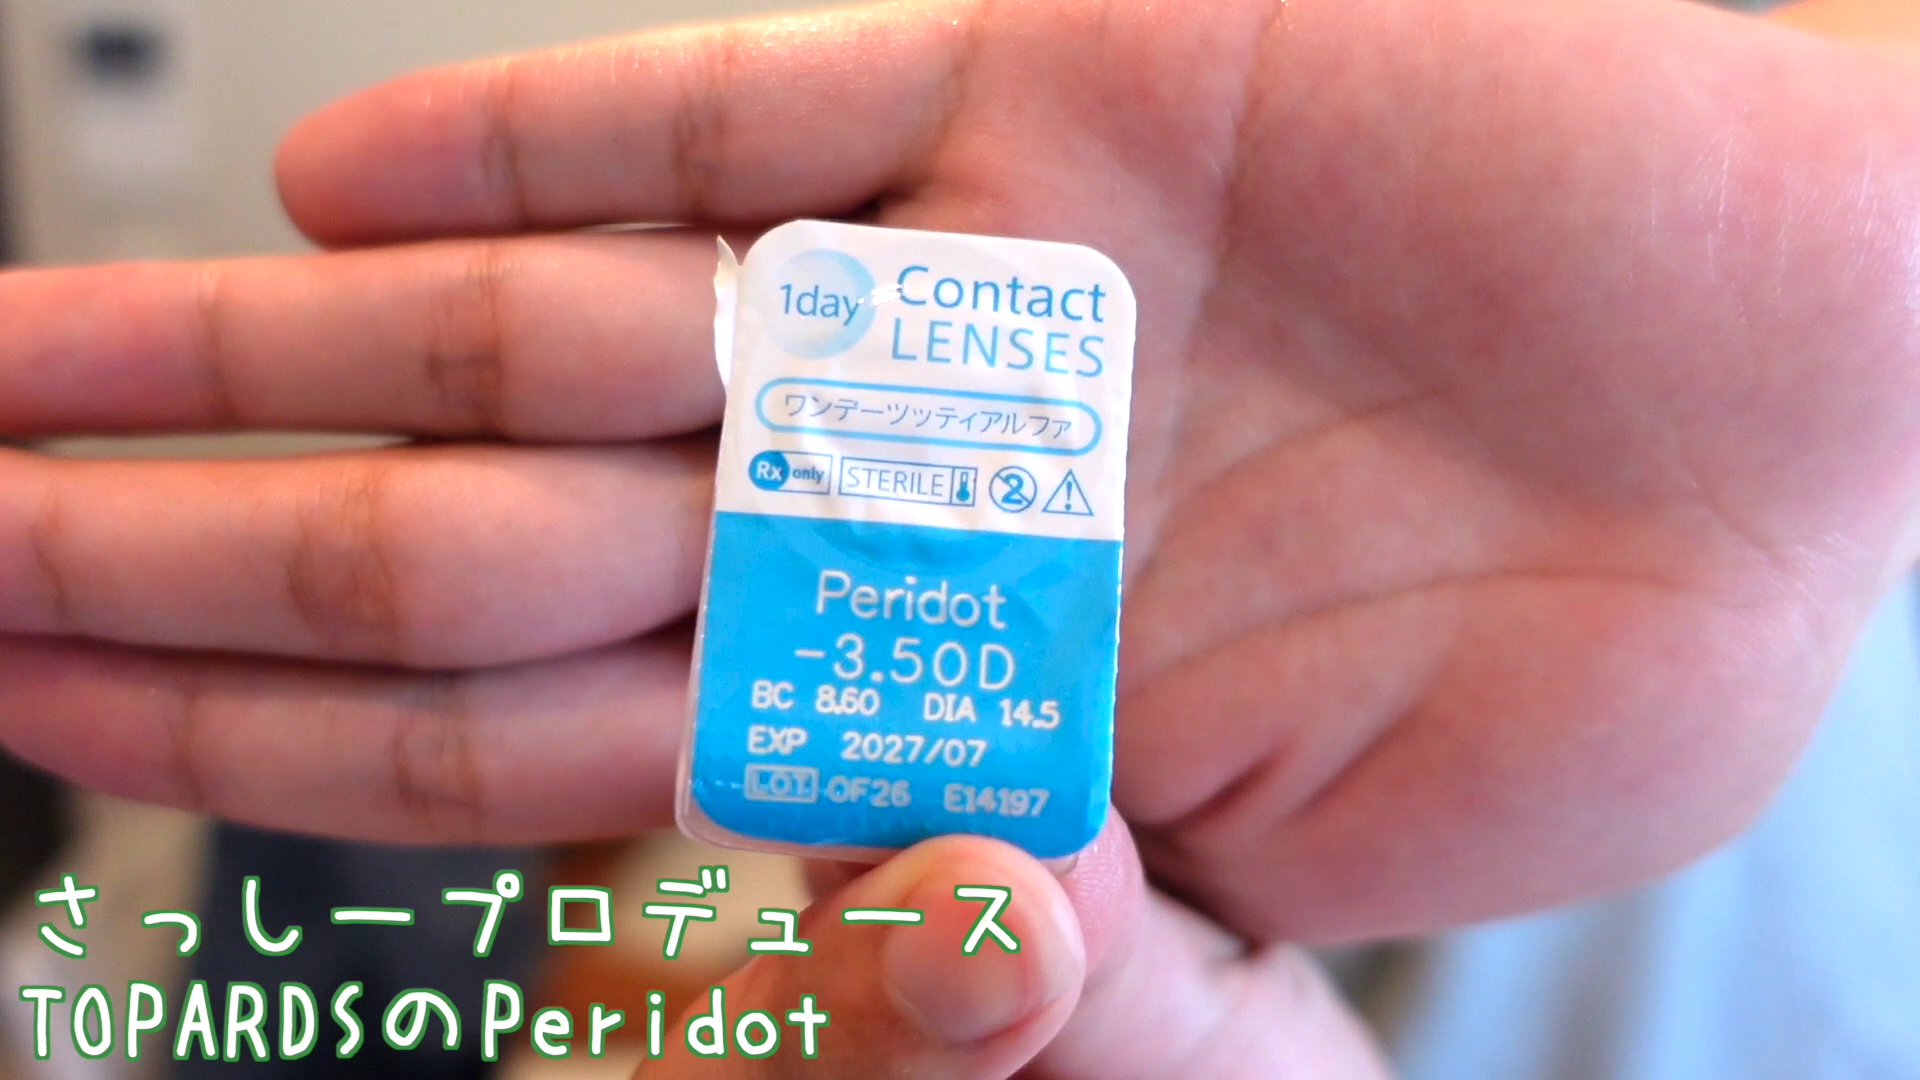 1day
Contact
LENSES
ワンデーツッティアルファ
Rx only STERILE 2
Peridot
-3.50D
BC 8.60 DIA 14.5
EXP 2027/07
LOT OF26 E14197
さっしープロデュース
TOPARDSのPeridot